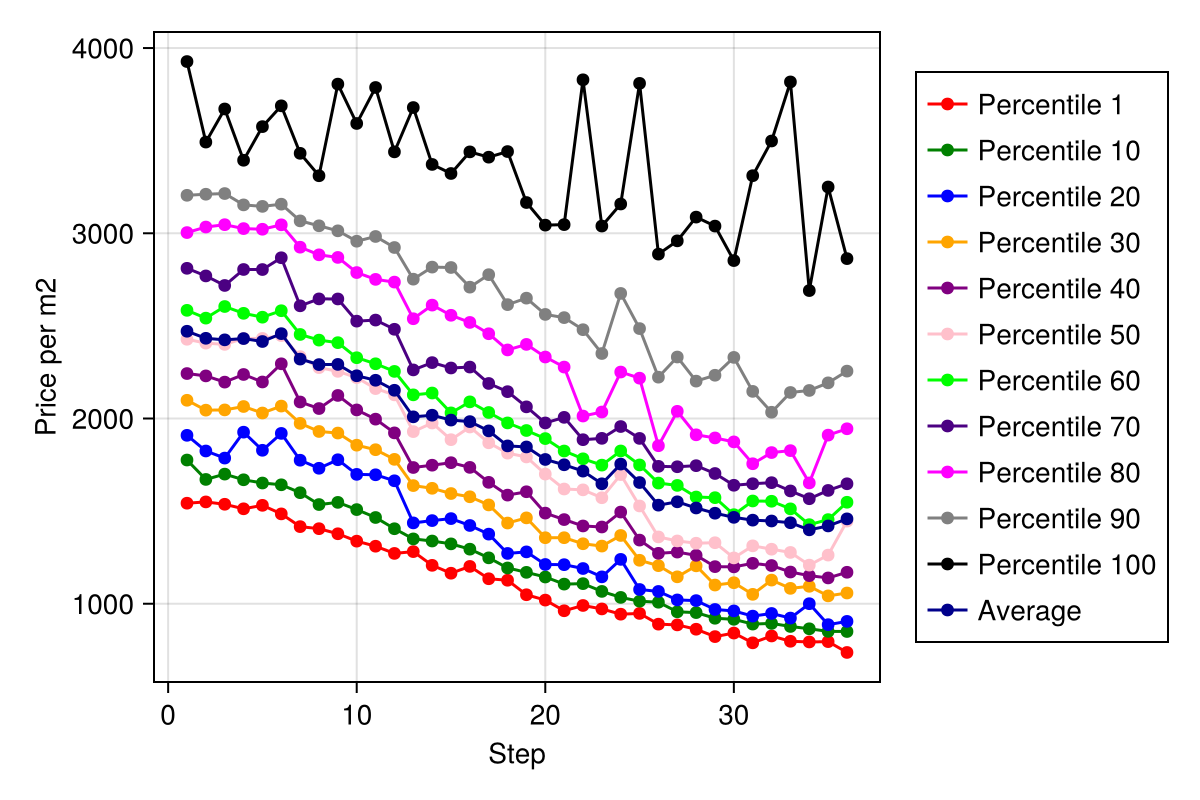 4000
3000
2000
1000
Price per m2
0 10 20 30
Step
Percentile 1
Percentile 10
Percentile 20
Percentile 30
Percentile 40
Percentile 50
Percentile 60
Percentile 70
Percentile 80
Percentile 90
Percentile 100
Average